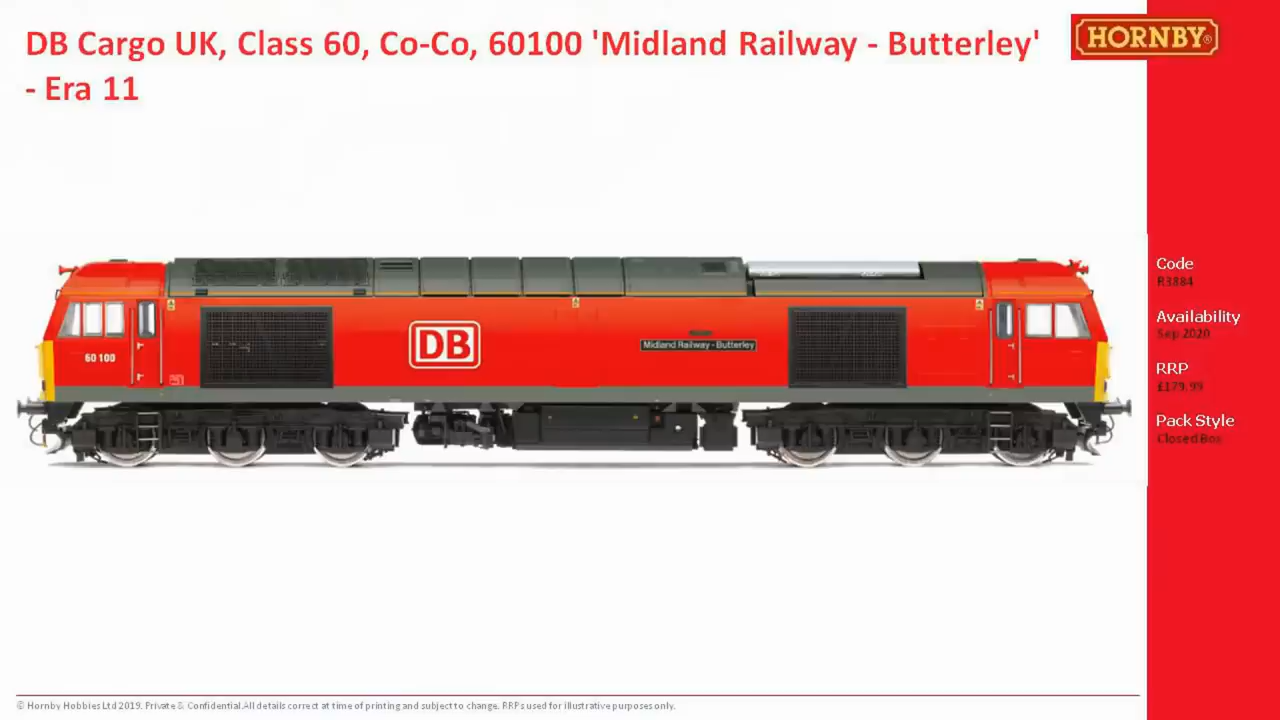 DB Cargo UK, Class 60, Co-Co, 60100 'Midland Railway - Butterley'
- Era 11
HORNBY®
Code
R3884
Availability
Sep 2020
RRP
£179.99
Pack Style
Closed Box
60 100
DB
Midland Railway - Butterley
© Hornby Hobbies Ltd 2019. Private & Confidential.All details correct at time of printing and subject to change. RRPs used for illustrative purposes only.